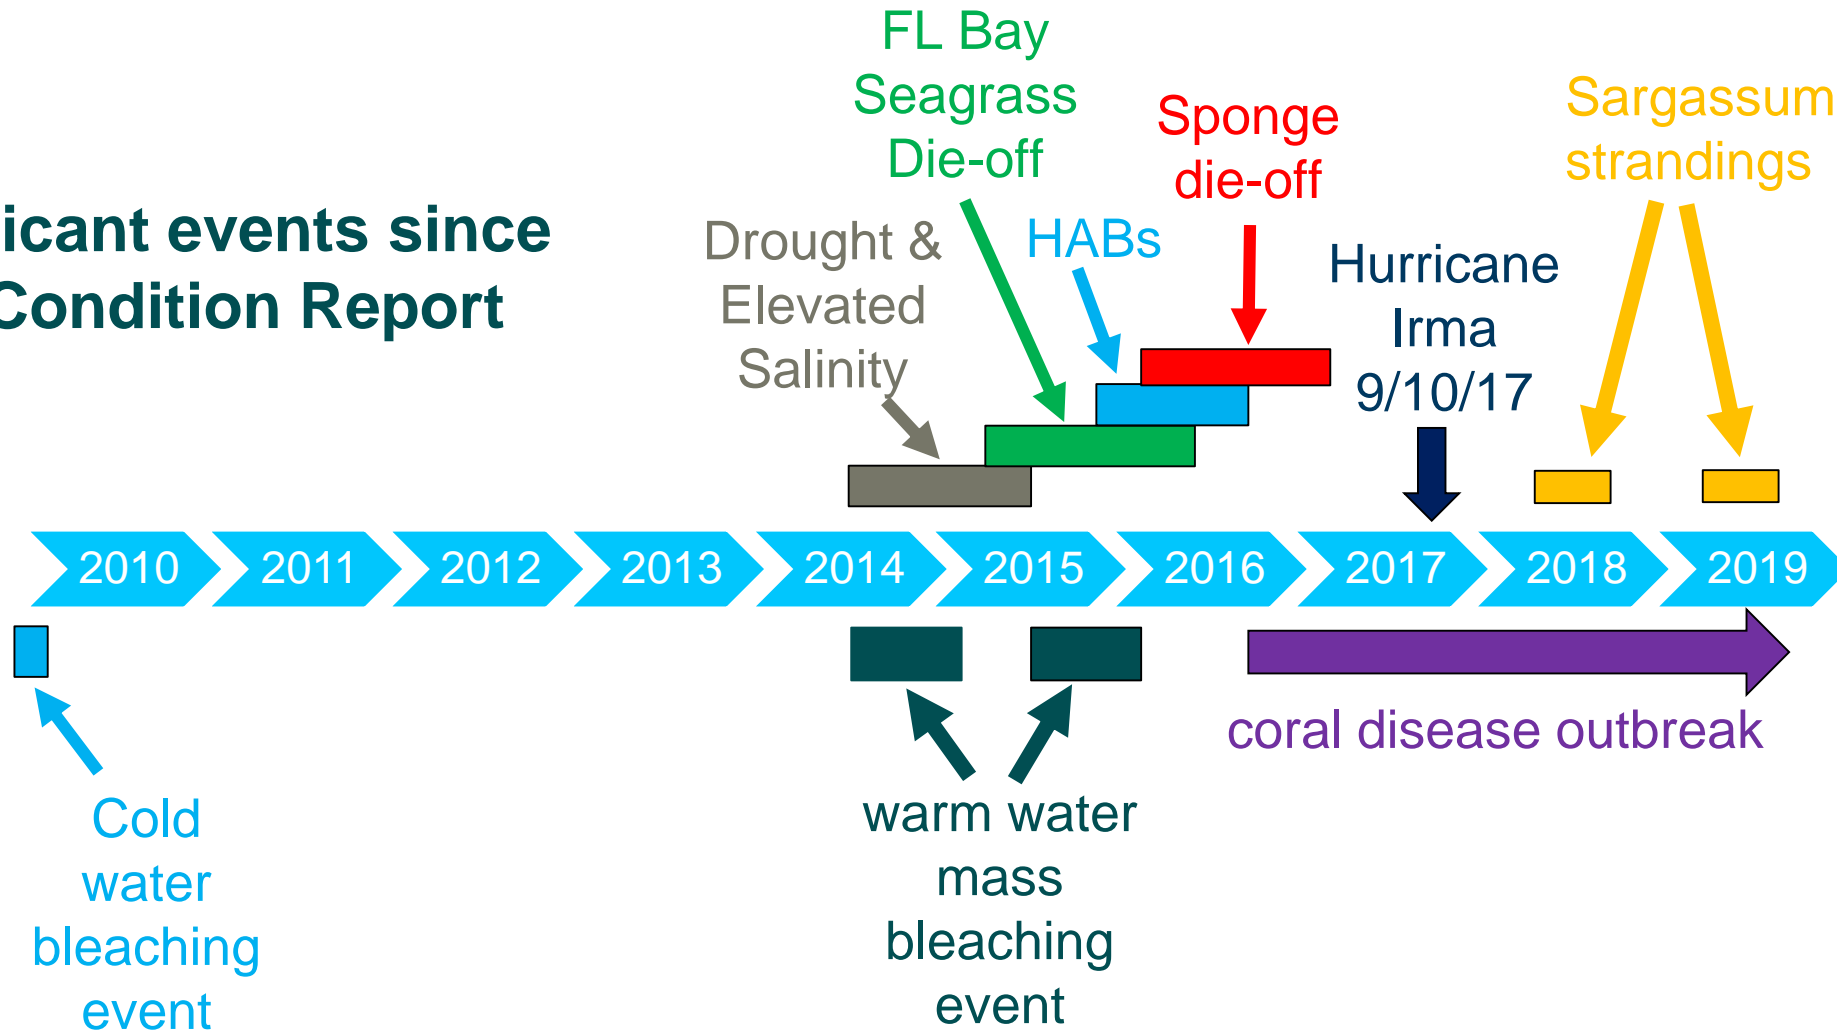 icant events since
Condition Report
FL Bay
Seagrass
Die-off
Sponge
die-off
Sargassum
strandings
Drought &
Elevated
Salinity
HABs
Hurricane
Irma
9/10/17
2010
2011
2012
2013
2014
2015
2016
2017
2018
2019
Cold
water
bleaching
event
warm water
mass
bleaching
event
coral disease outbreak